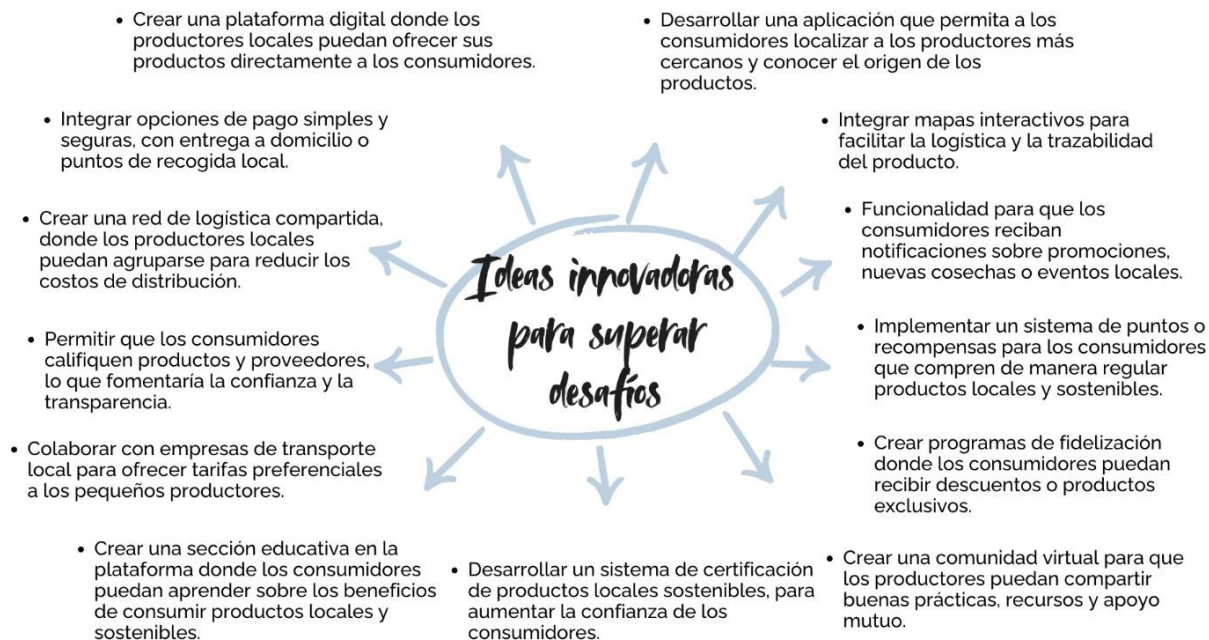 • Crear una plataforma digital donde los
productores locales puedan ofrecer sus
productos directamente a los consumidores.
• Desarrollar una aplicación que permita a los
consumidores localizar a los productores más
cercanos y conocer el origen de los
productos.
• Integrar opciones de pago simples y
seguras, con entrega a domicilio o
puntos de recogida local.
• Integrar mapas interactivos para
facilitar la logística y la trazabilidad
del producto.
• Crear una red de logística compartida,
donde los productores locales
puedan agruparse para reducir los
costos de distribución.
• Funcionalidad para que los
consumidores reciban
notificaciones sobre promociones,
nuevas cosechas o eventos locales.
Ideas innovadoras
para superar
desafíos
• Permitir que los consumidores
califiquen productos y proveedores,
lo que fomentaría la confianza y la
transparencia.
• Implementar un sistema de puntos o
recompensas para los consumidores
que compren de manera regular
productos locales y sostenibles.
• Colaborar con empresas de transporte
local para ofrecer tarifas preferenciales
a los pequeños productores.
• Crear programas de fidelización
donde los consumidores puedan
recibir descuentos o productos
exclusivos.
• Crear una sección educativa en la
plataforma donde los consumidores
puedan aprender sobre los beneficios
de consumir productos locales y
sostenibles.
• Desarrollar un sistema de certificación
de productos locales sostenibles, para
aumentar la confianza de los
consumidores.
• Crear una comunidad virtual para que
los productores puedan compartir
buenas prácticas, recursos y apoyo
mutuo.